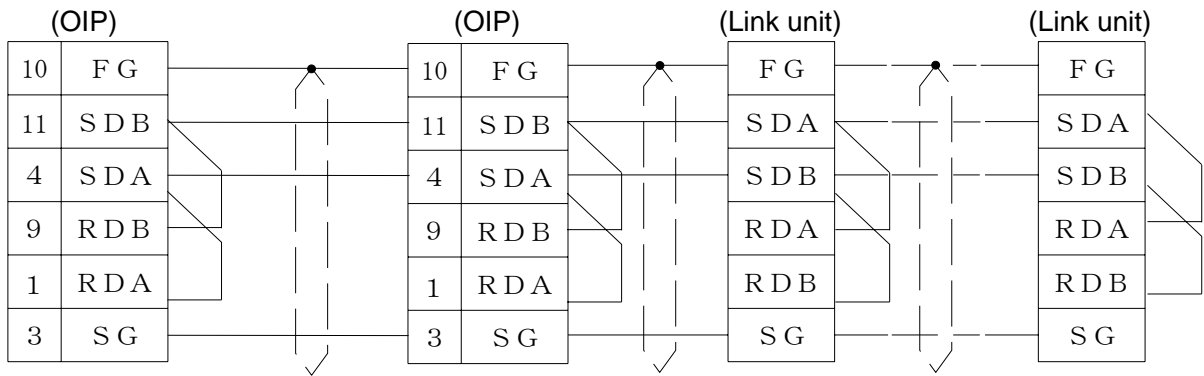 (OIP) (OIP) (Link unit) (Link unit)
10 FG 10 FG FG FG
11 SDB 11 SDB SDA SDA
4 SDA 4 SDA SDB SDB
9 RDB 9 RDB RDA RDA
1 RDA 1 RDA RDB RDB
3 SG 3 SG SG SG